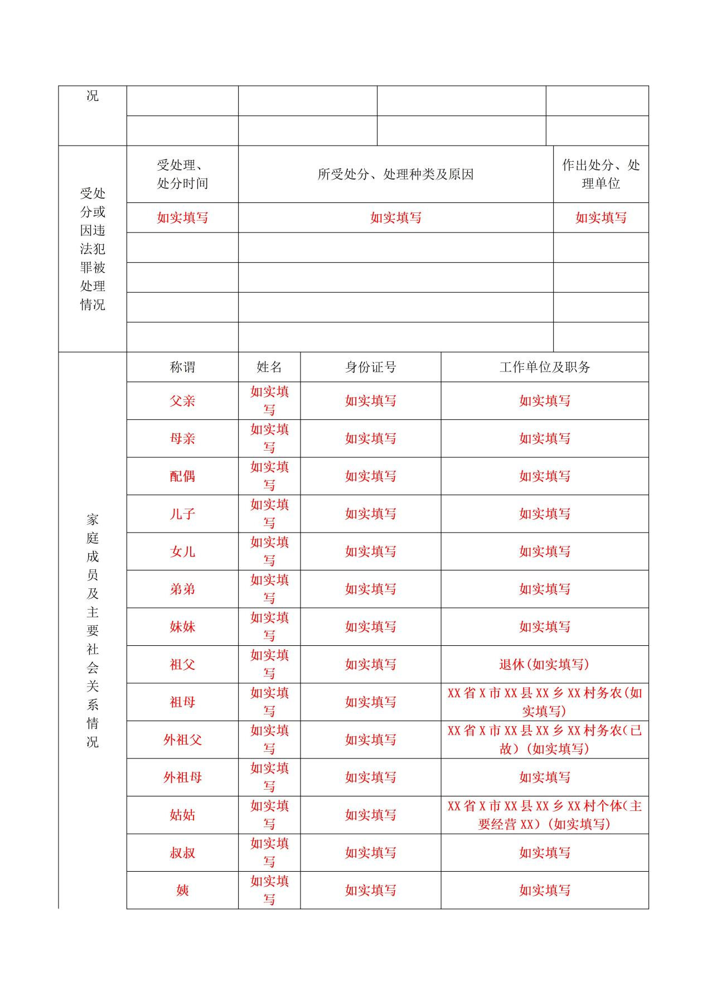 况
受处
分或
因违
法犯
罪被
处理
情况
受处理、
处分时间
所受处分、处理种类及原因
作出处分、处
理单位
如实填写
如实填写
如实填写
家
庭
成
员
及
主
要
社
会
关
系
情
况
称谓
姓名
身份证号
工作单位及职务
父亲
如实填
写
如实填写
如实填写
母亲
如实填
写
如实填写
如实填写
配偶
如实填
写
如实填写
如实填写
儿子
如实填
写
如实填写
如实填写
女儿
如实填
写
如实填写
如实填写
弟弟
如实填
写
如实填写
如实填写
妹妹
如实填
写
如实填写
如实填写
祖父
如实填
写
如实填写
退休(如实填写)
祖母
如实填
写
如实填写
XX省X市XX县XX乡XX村务农(如
实填写)
外祖父
如实填
写
如实填写
XX省X市XX县XX乡XX村务农(已
故)(如实填写)
外祖母
如实填
写
如实填写
如实填写
姑姑
如实填
写
如实填写
XX省X市XX县XX乡XX村个体(主
要经营XX)(如实填写)
叔叔
如实填
写
如实填写
如实填写
姨
如实填
写
如实填写
如实填写